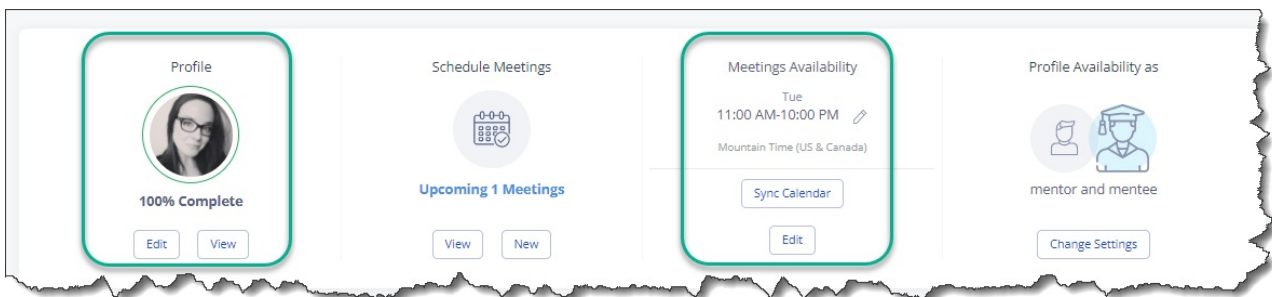 Profile
100% Complete
Edit
View
Schedule Meetings
Upcoming 1 Meetings
View
New
Meetings Availability
Tue
11:00 AM-10:00 PM
Mountain Time (US & Canada)
Sync Calendar
Edit
Profile Availability as
mentor and mentee
Change Settings